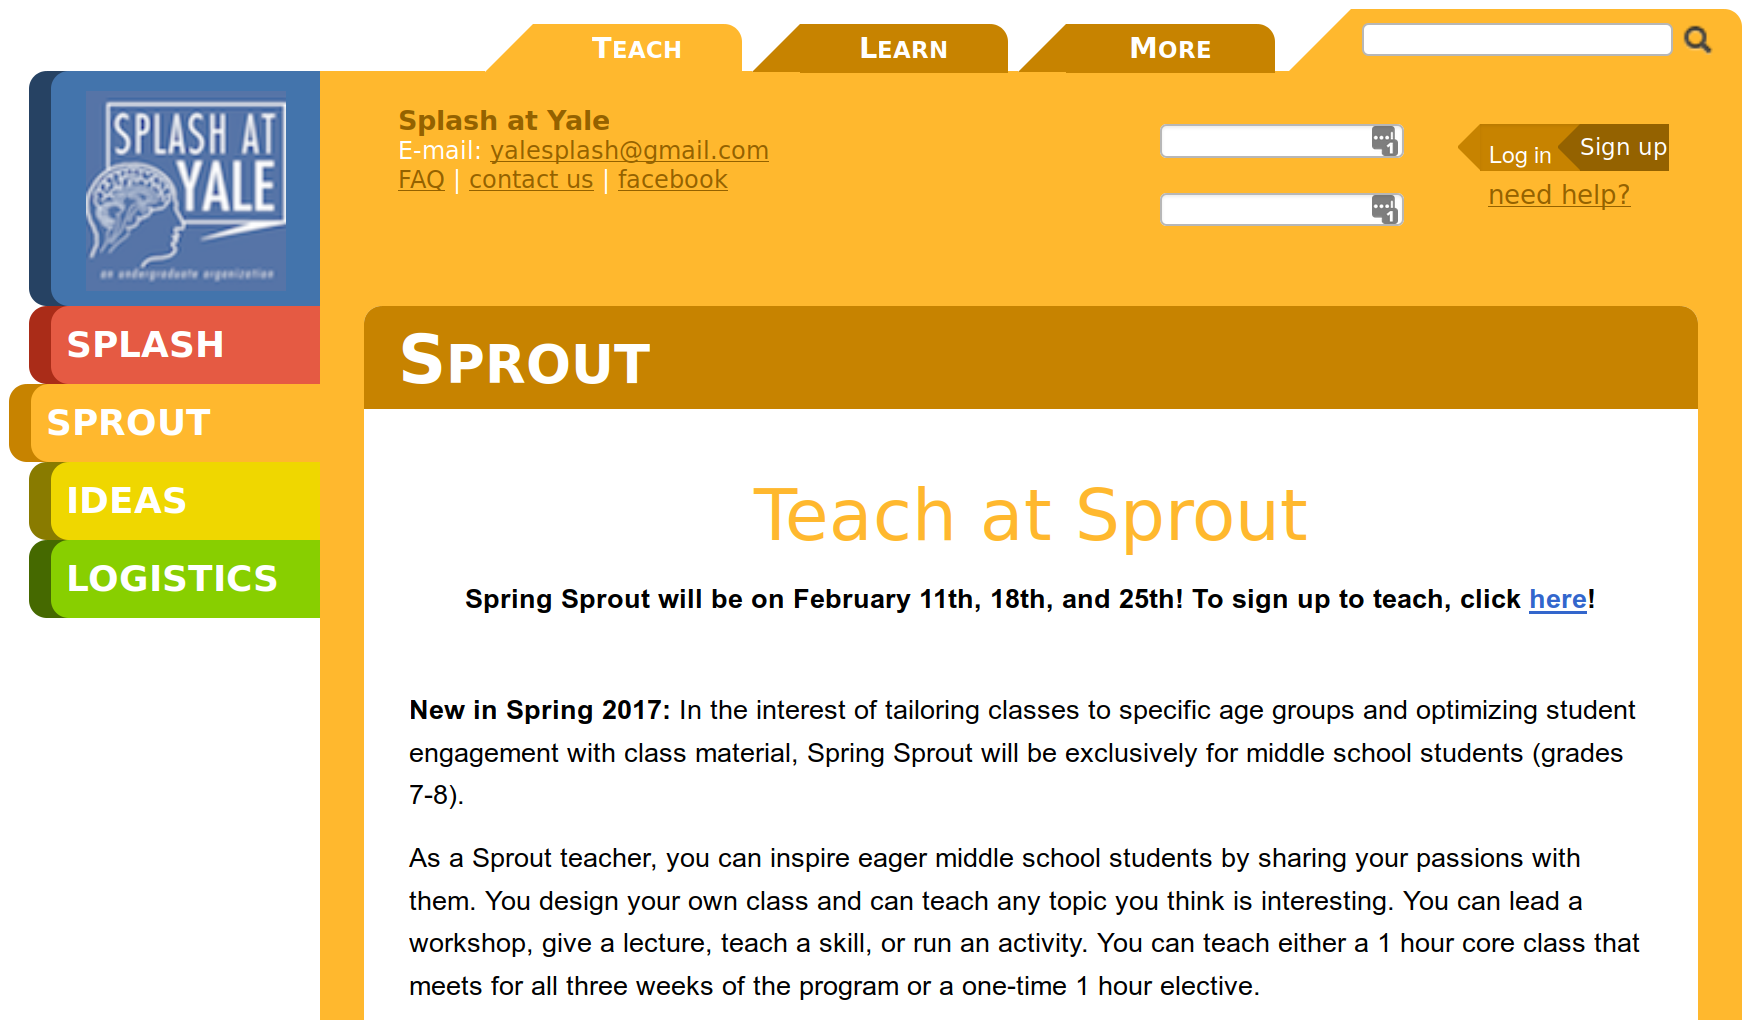 TEACH
LEARN
MORE
SPLASH AT
YALE
an undergraduate organization
SPLASH
SPROUT
IDEAS
LOGISTICS
Splash at Yale
E-mail: yalesplash@gmail.com
FAQ | contact us | facebook
1
1
Log in
Sign up
need help?
SPROUT
Teach at Sprout
Spring Sprout will be on February 11th, 18th, and 25th! To sign up to teach, click here!
New in Spring 2017: In the interest of tailoring classes to specific age groups and optimizing student
engagement with class material, Spring Sprout will be exclusively for middle school students (grades
7-8).
As a Sprout teacher, you can inspire eager middle school students by sharing your passions with
them. You design your own class and can teach any topic you think is interesting. You can lead a
workshop, give a lecture, teach a skill, or run an activity. You can teach either a 1 hour core class that
meets for all three weeks of the program or a one-time 1 hour elective.